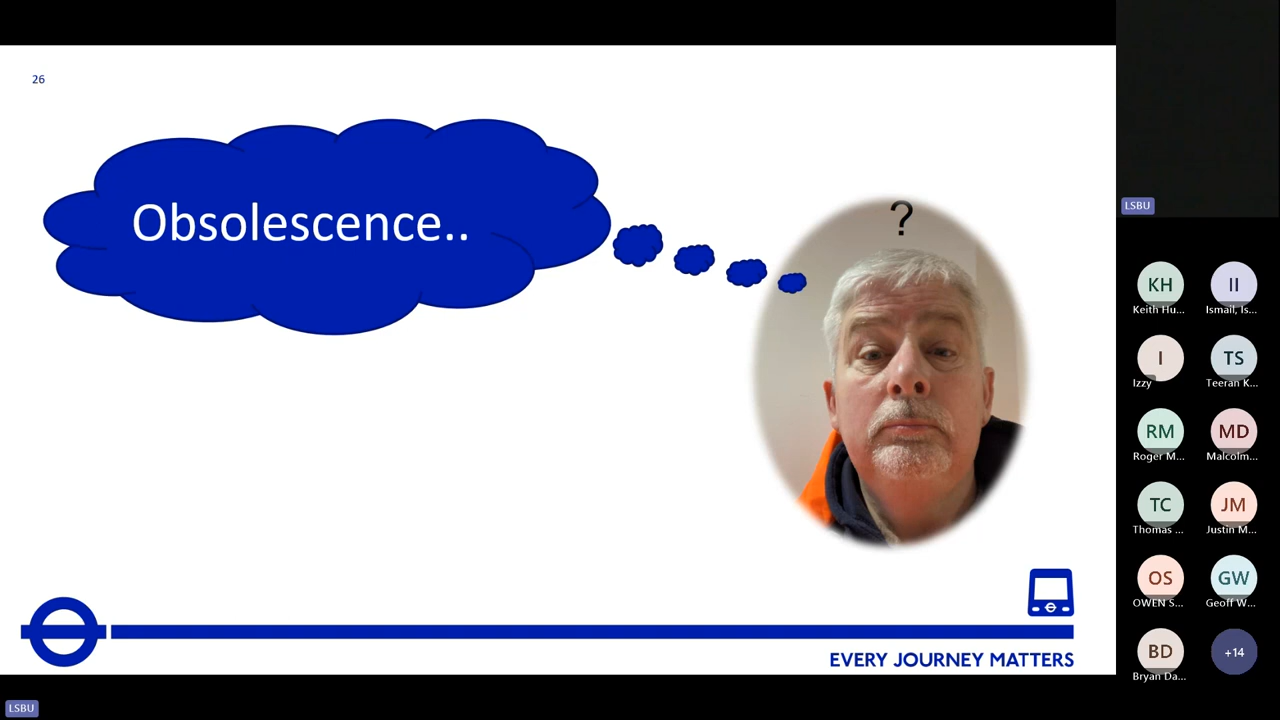 26
Obsolescence..
?
EVERY JOURNEY MATTERS
LSBU
KH
Keith Hu...
II
Ismail, Is...
I
Izzy
TS
Teeran K...
RM
Roger M...
MD
Malcolm...
TC
Thomas ...
JM
Justin M...
OS
OWEN S...
GW
Geoff W...
BD
Bryan Da...
+14
LSBU